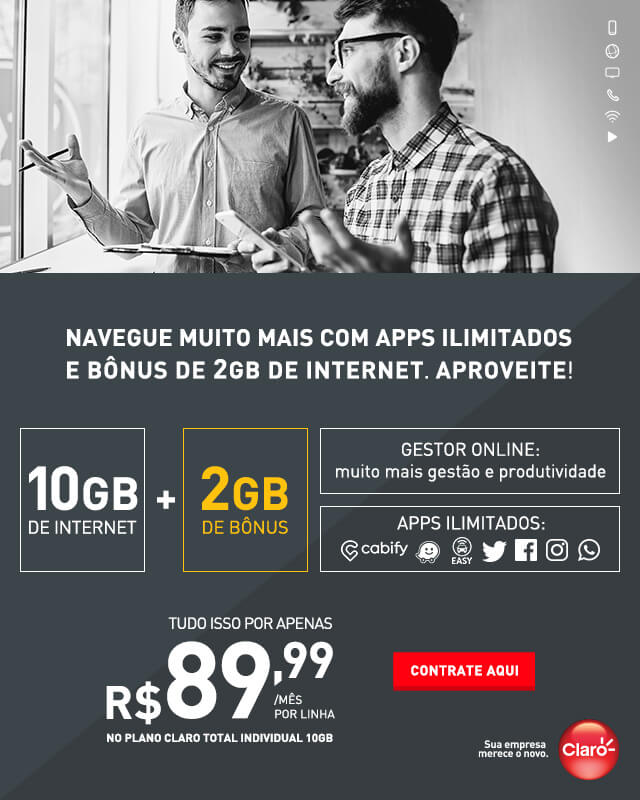 NAVEGUE MUITO MAIS COM APPS ILIMITADOS
E BÔNUS DE 2GB DE INTERNET. APROVEITE!
10GB
DE INTERNET
+
2GB
DE BÔNUS
GESTOR ONLINE:
muito mais gestão e produtividade
APPS ILIMITADOS:
cabify
EASY
TUDO ISSO POR APENAS
R$89,99
/MÊS
POR LINHA
NO PLANO CLARO TOTAL INDIVIDUAL 10GB
CONTRATE AQUI
Sua empresa
merece o novo.
Claro